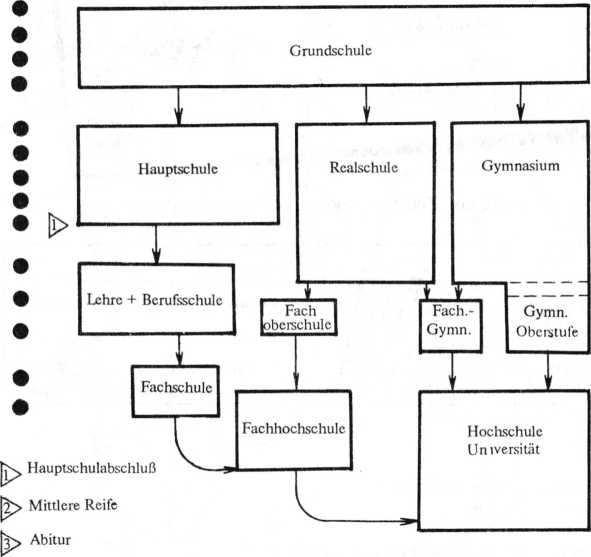 Grundschule
Hauptschule
Realschule
Gymnasium
1
Lehre + Berufsschule
Fach
oberschule
Fach.-
Gymn.
Gymn.
Oberstufe
Fachschule
Fachhochschule
Hochschule
Universität
1 Hauptschulabschluß
2 Mittlere Reife
3 Abitur